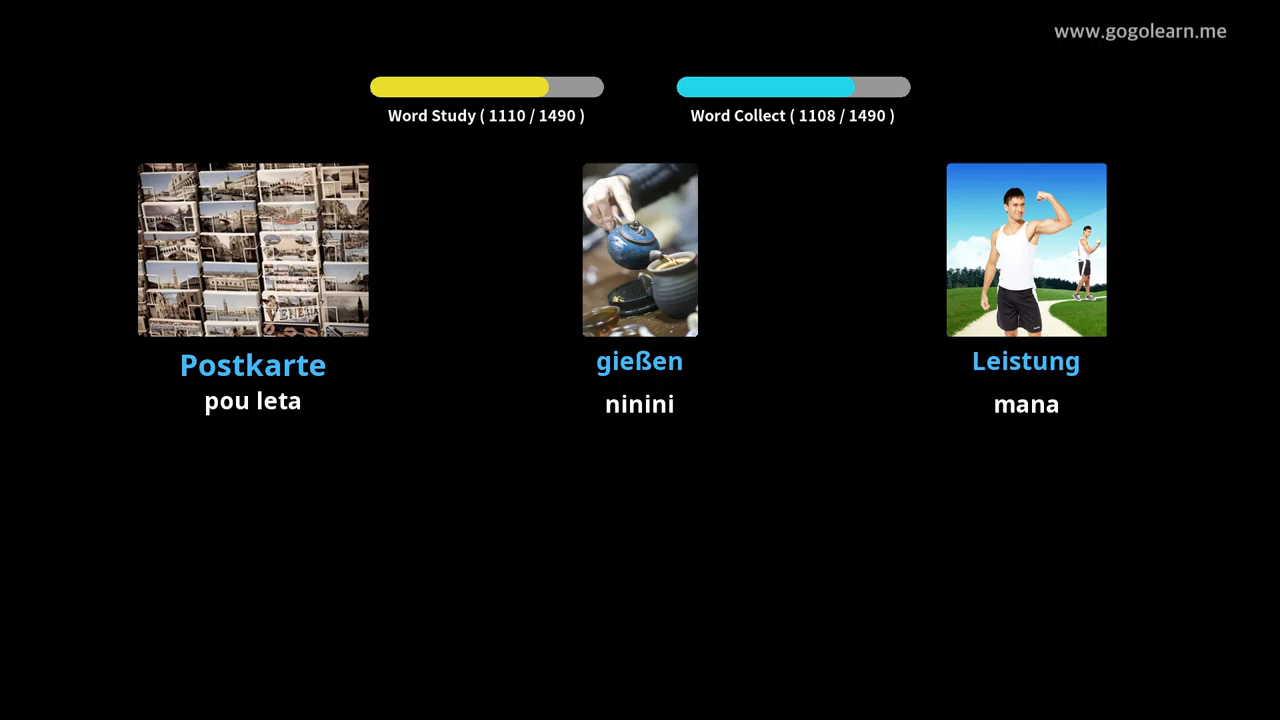 www.gogolearn.me
Word Study ( 1110 / 1490 )
Word Collect ( 1108 / 1490 )
Postkarte
pou leta
gießen
ninini
Leistung
mana